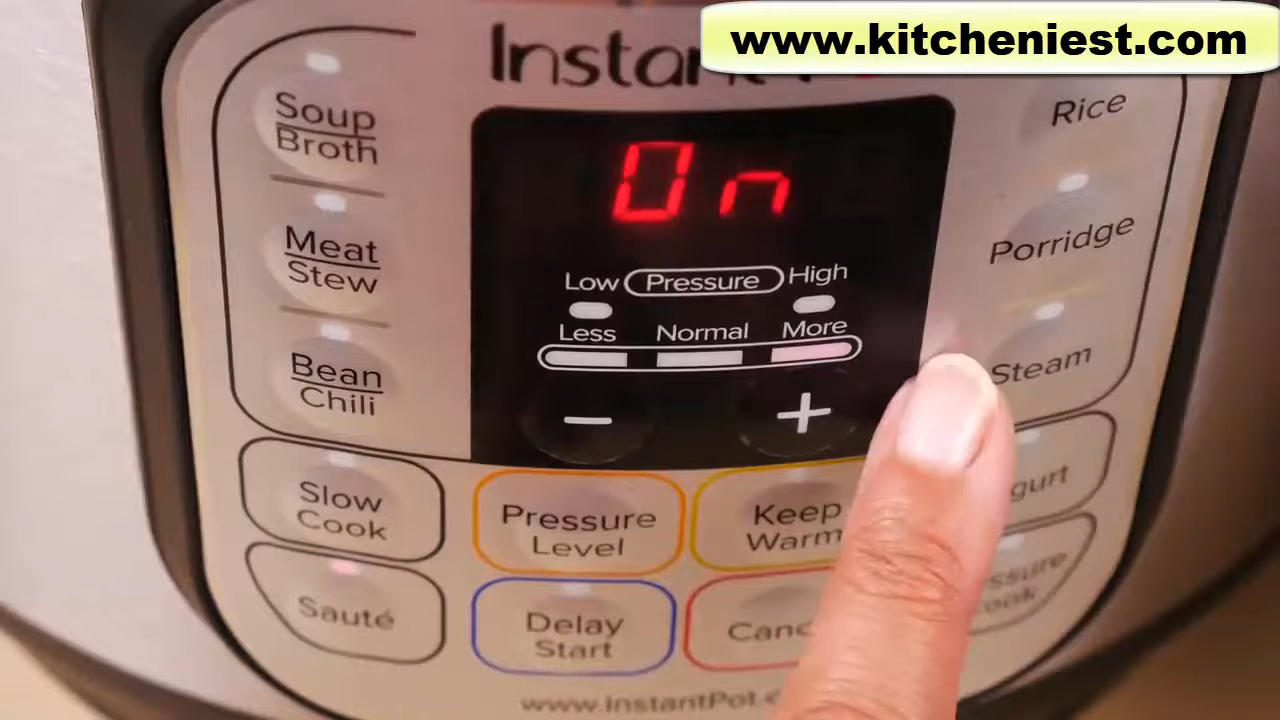 www.kitcheniest.com
Instant
Soup
Broth
Meat
Stew
Bean
Chili
Slow
Cook
Sauté
On
Low Pressure High
Less Normal More
- +
Pressure
Level
Keep
Warm
Delay
Start
Rice
Porridge
Steam
www.InstantPot.